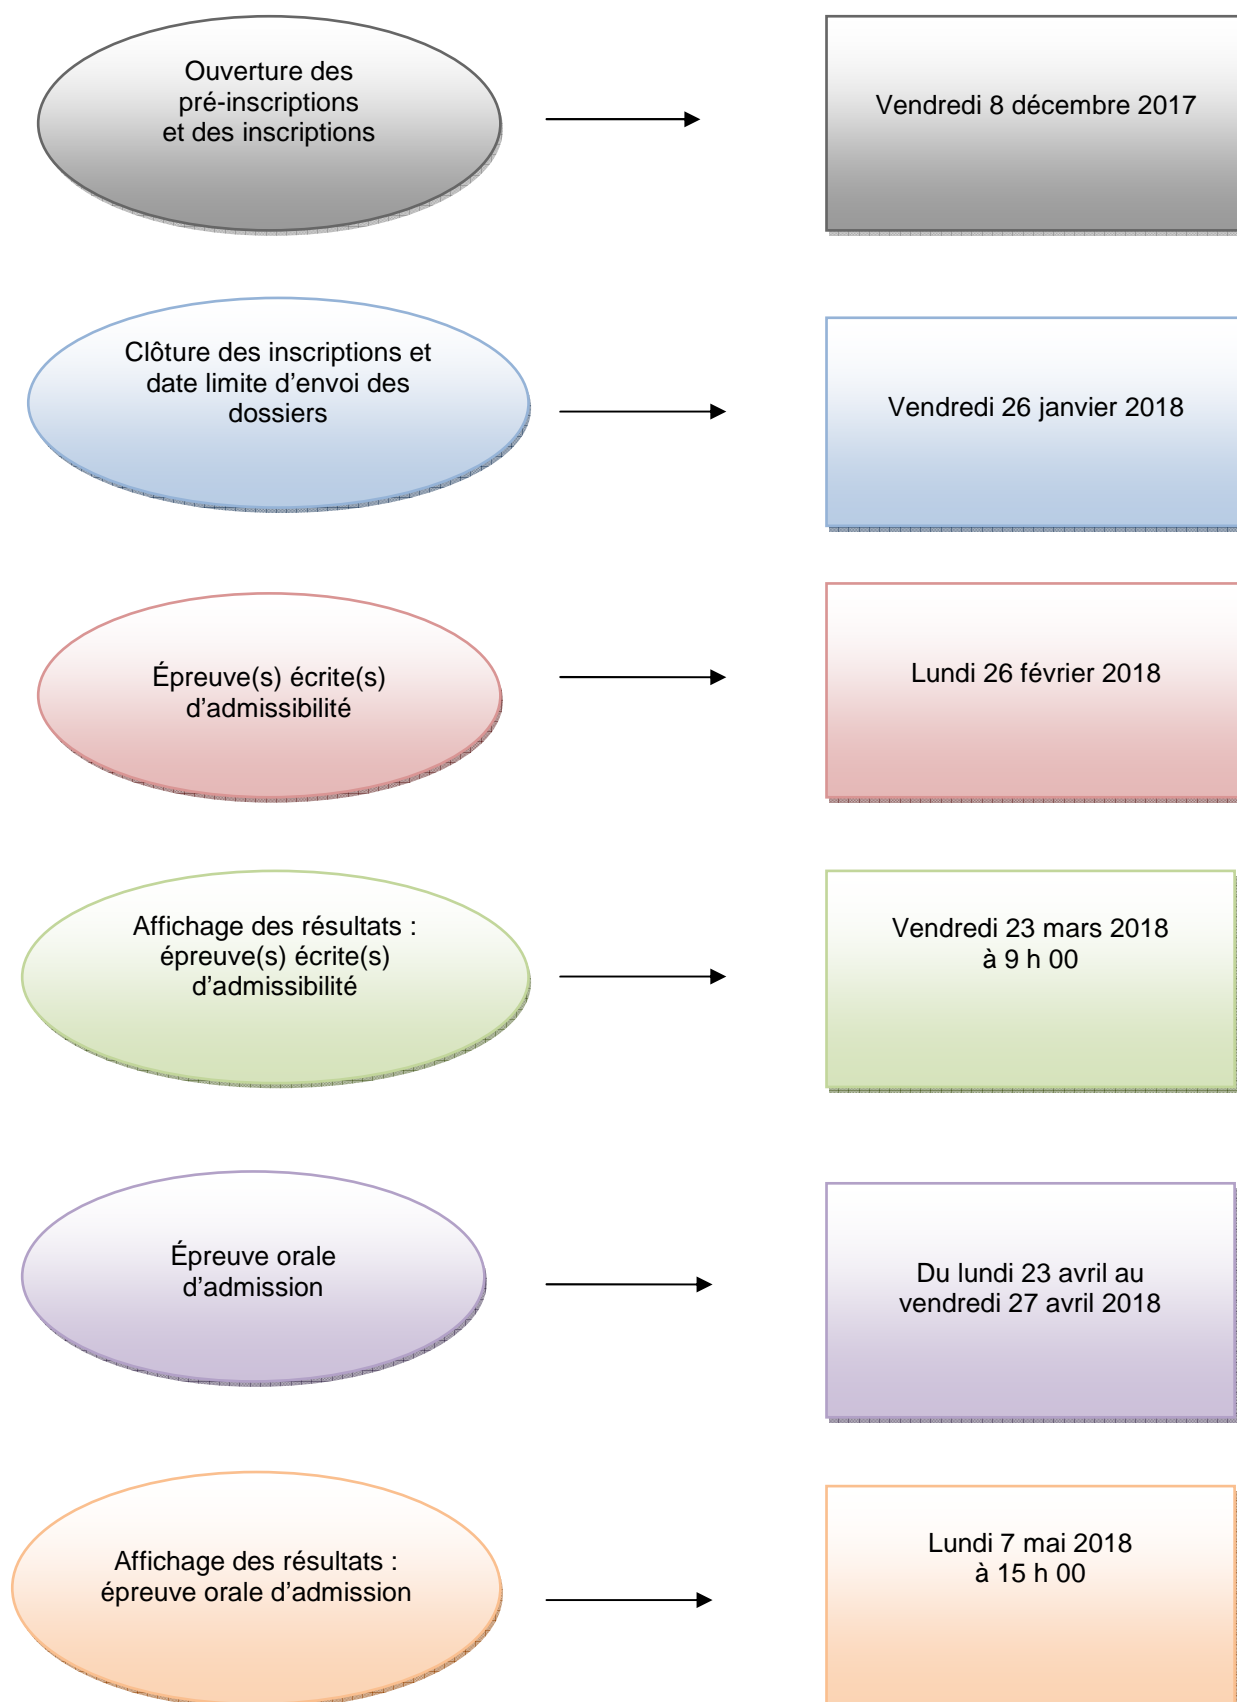 Ouverture des
pré-inscriptions
et des inscriptions
Vendredi 8 décembre 2017
Clôture des inscriptions et
date limite d’envoi des
dossiers
Vendredi 26 janvier 2018
Épreuve(s) écrite(s)
d’admissibilité
Lundi 26 février 2018
Affichage des résultats :
épreuve(s) écrite(s)
d’admissibilité
Vendredi 23 mars 2018
à 9 h 00
Épreuve orale
d’admission
Du lundi 23 avril au
vendredi 27 avril 2018
Affichage des résultats :
épreuve orale d’admission
Lundi 7 mai 2018
à 15 h 00